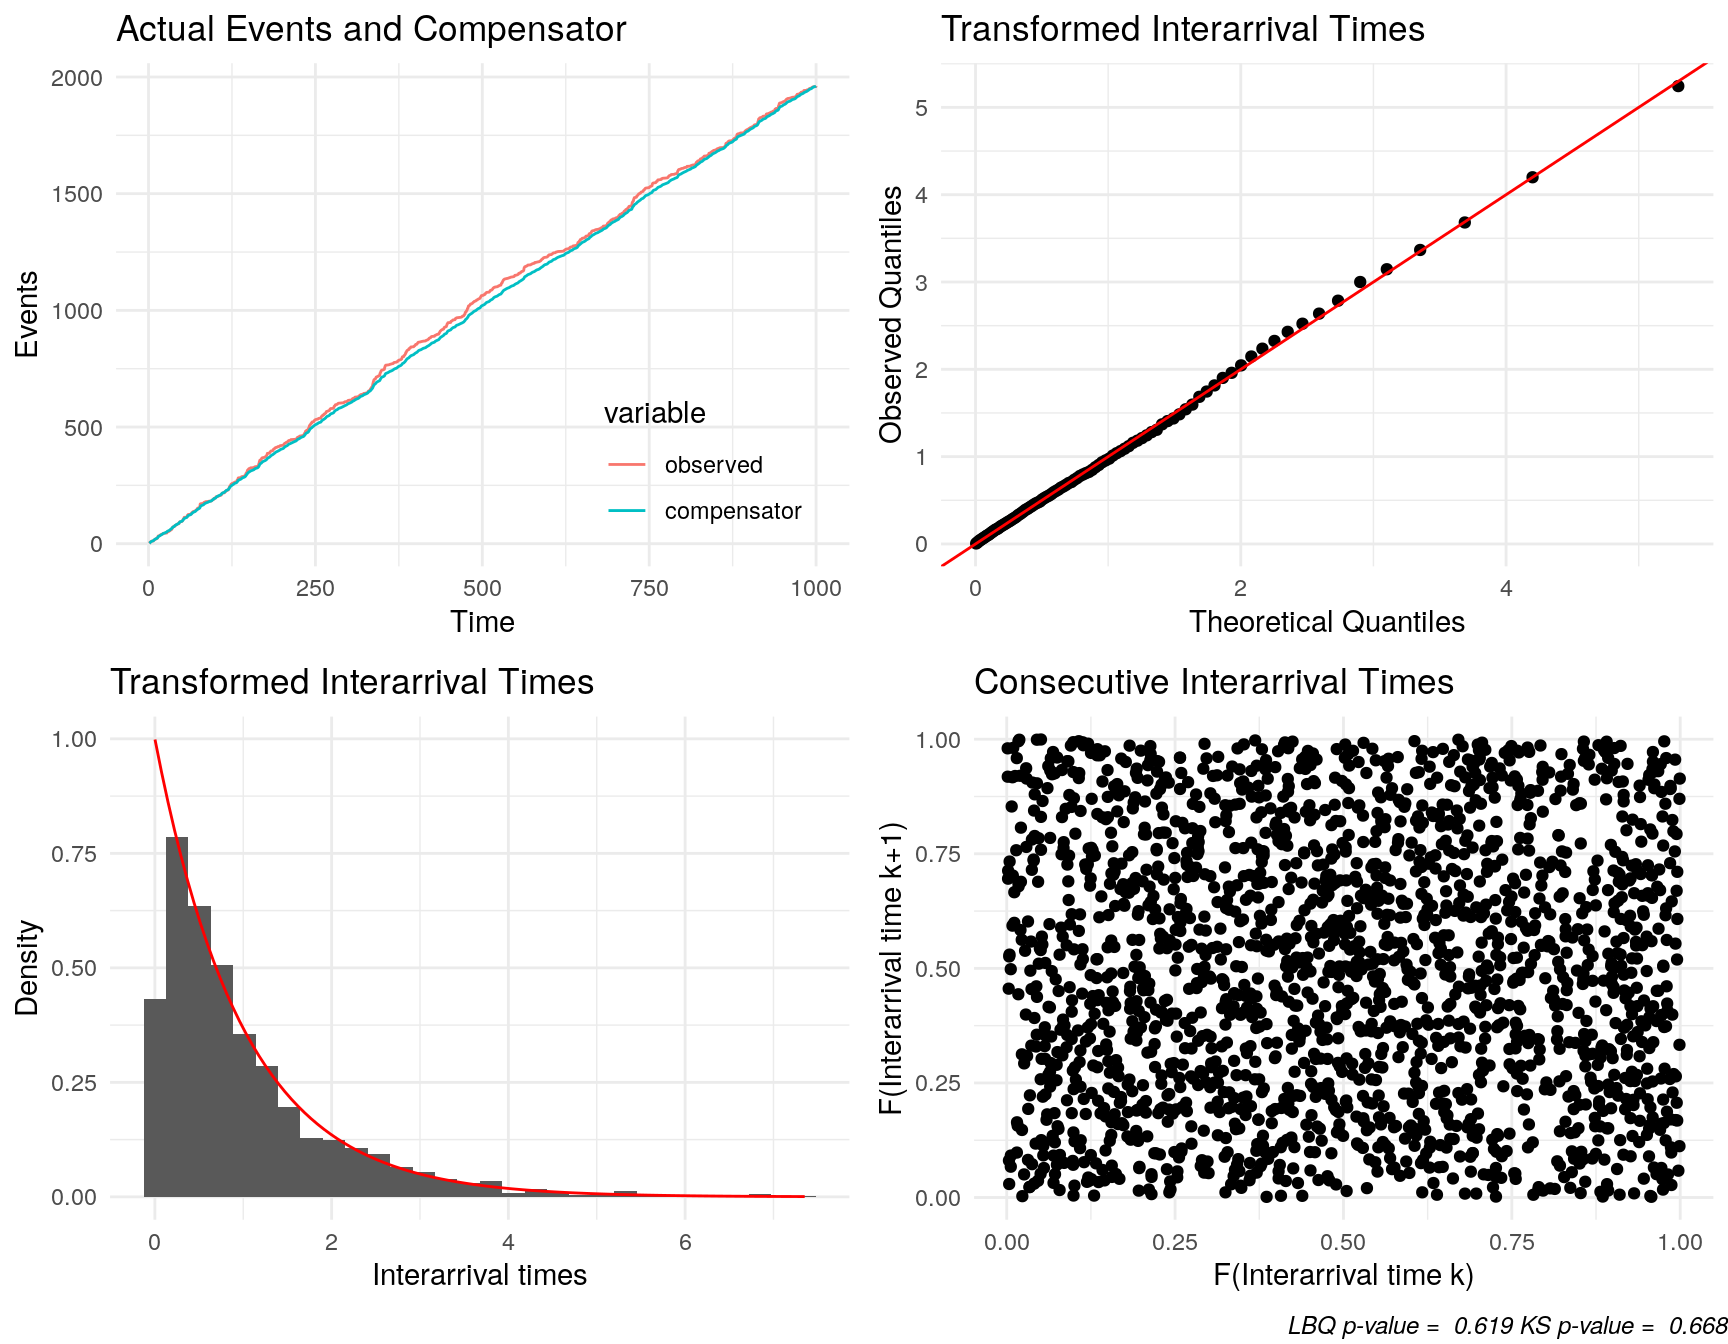 Actual Events and Compensator
2000
1500
1000
500
0
Events
0 250 500 750 1000
Time
variable
observed
compensator
Transformed Interarrival Times
5
4
3
2
1
0
Observed Quantiles
0 2 4
Theoretical Quantiles
Transformed Interarrival Times
1.00
0.75
0.50
0.25
0.00
Density
0 2 4 6
Interarrival times
Consecutive Interarrival Times
1.00
0.75
0.50
0.25
0.00
F(Interarrival time k+1)
0.00 0.25 0.50 0.75 1.00
F(Interarrival time k)
LBQ p-value = 0.619 KS p-value = 0.668